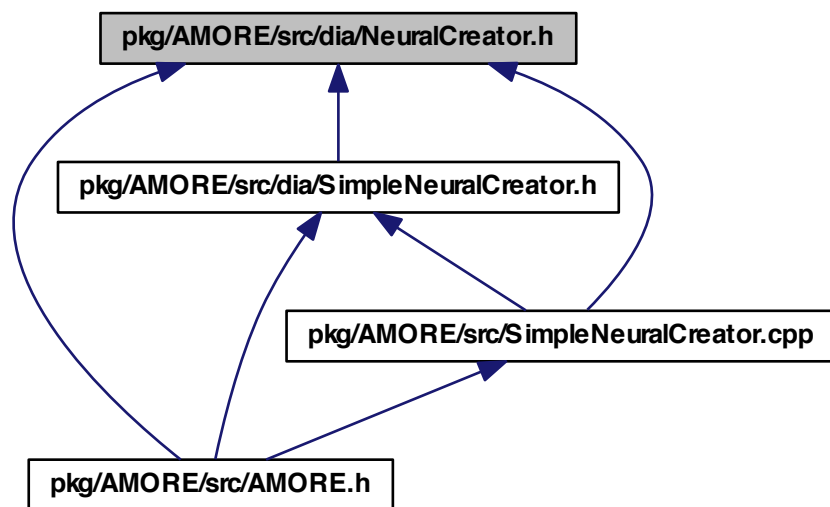 pkg/AMORE/src/dia/NeuralCreator.h
pkg/AMORE/src/dia/SimpleNeuralCreator.h
pkg/AMORE/src/SimpleNeuralCreator.cpp
pkg/AMORE/src/AMORE.h